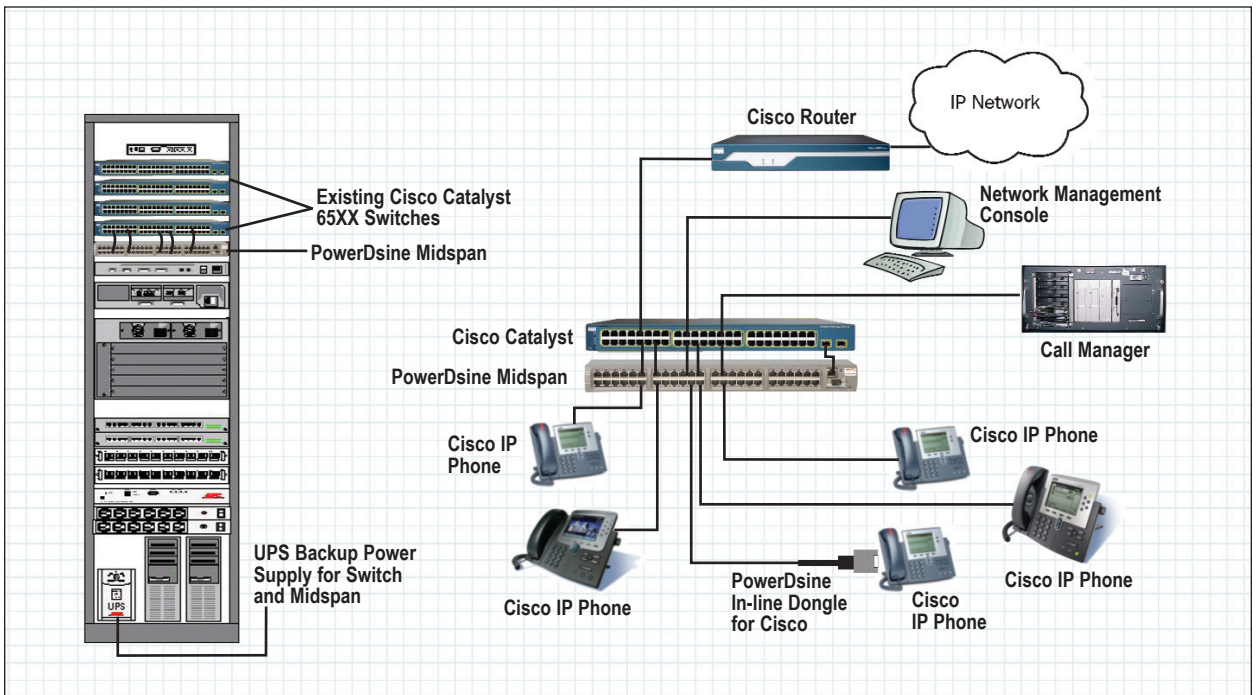 IP Network
Cisco Router
Network Management
Console
Existing Cisco Catalyst
65XX Switches
PowerDsine Midspan
Cisco Catalyst
PowerDsine Midspan
Call Manager
Cisco IP
Phone
Cisco IP Phone
Cisco IP Phone
PowerDsine
In-line Dongle
for Cisco
Cisco
IP Phone
Cisco IP Phone
UPS Backup Power
Supply for Switch
and Midspan
UPS